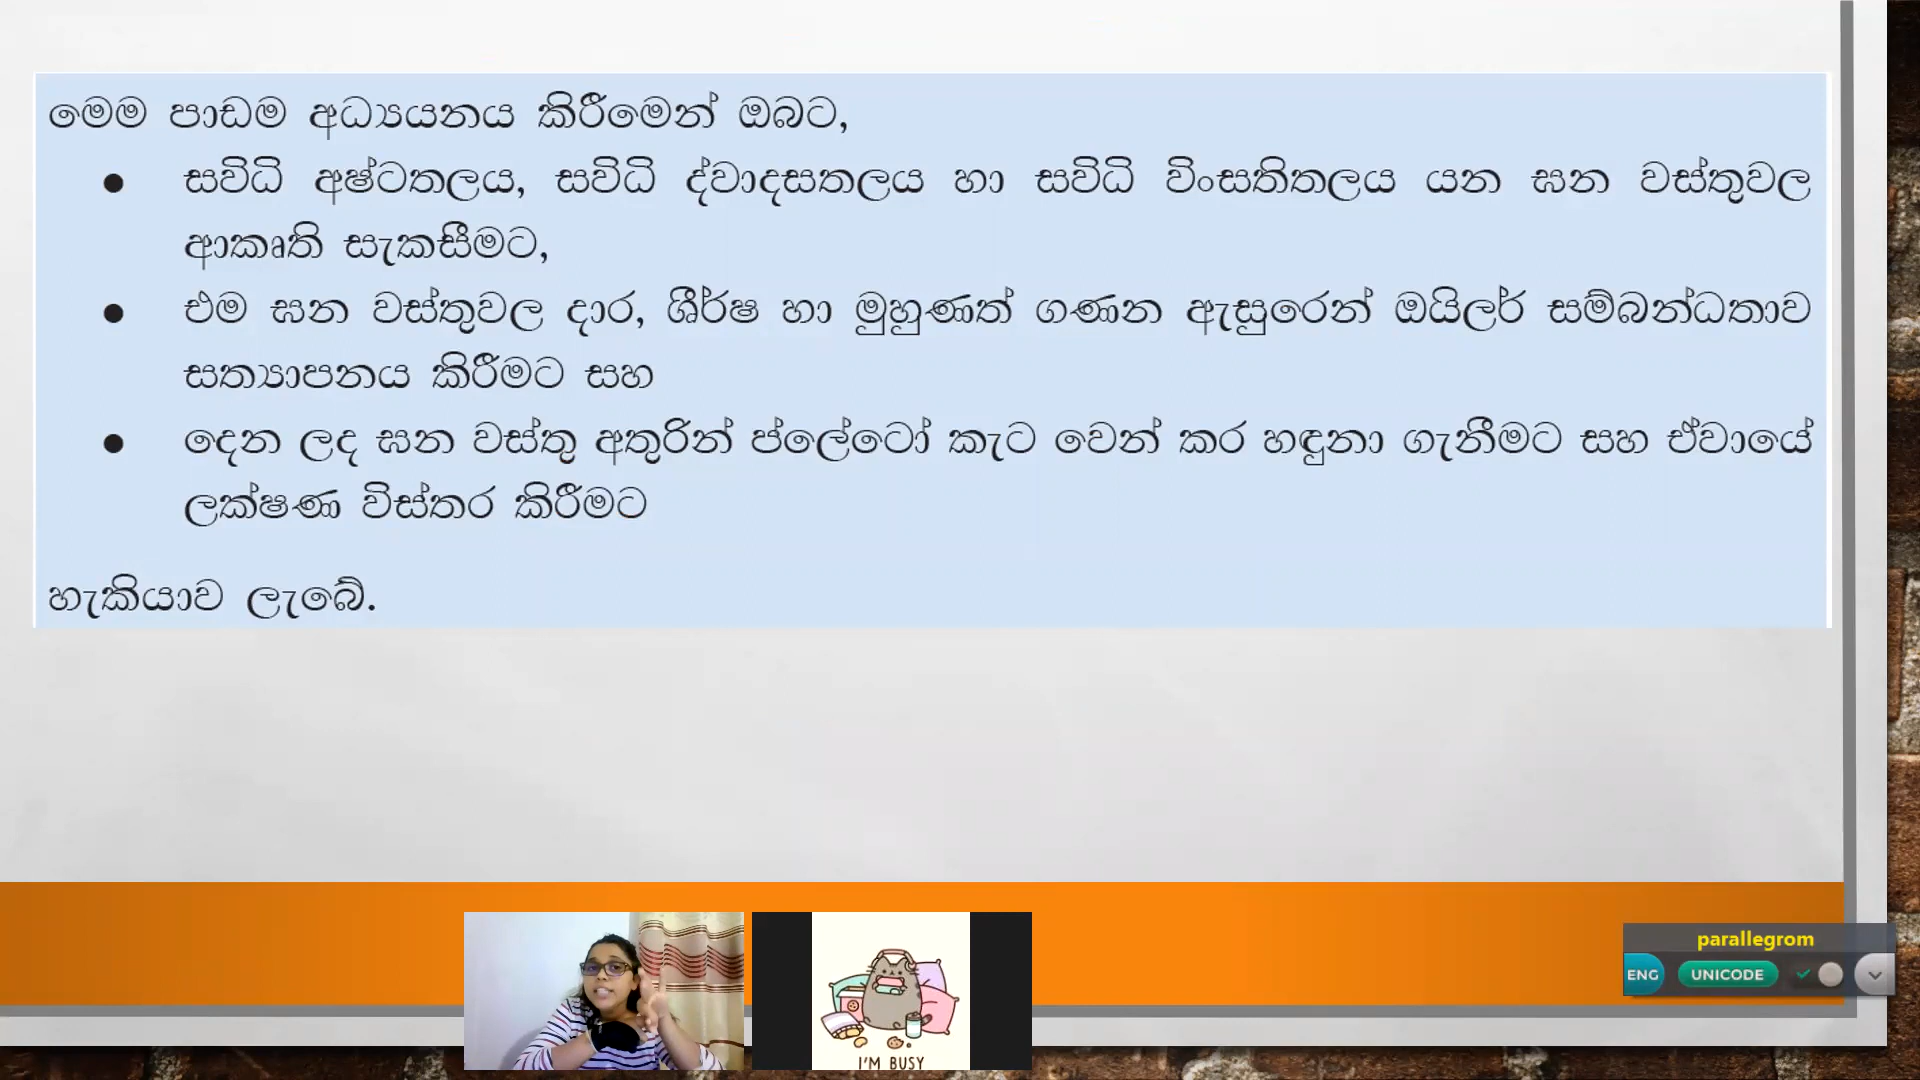 මෙම පාඩම අධ්‍යයනය කිරීමෙන් ඔබට,
● සවිධි අෂ්ටතලය, සවිධි ද්වාදසතලය හා සවිධි විංසතිතලය යන ඝන වස්තුවල
ආකෘති සැකසීමට,
● එම ඝන වස්තුවල දාර, ශීර්ෂ හා මුහුණත් ගණන ඇසුරෙන් ඔයිලර් සම්බන්ධතාව
සත්‍යාපනය කිරීමට සහ
● දෙන ලද ඝන වස්තු අතුරින් ප්ලේටෝ කැට වෙන් කර හඳුනා ගැනීමට සහ ඒවායේ
ලක්ෂණ විස්තර කිරීමට
හැකියාව ලැබේ.
I'M BUSY
parallegrom
ENG UNICODE